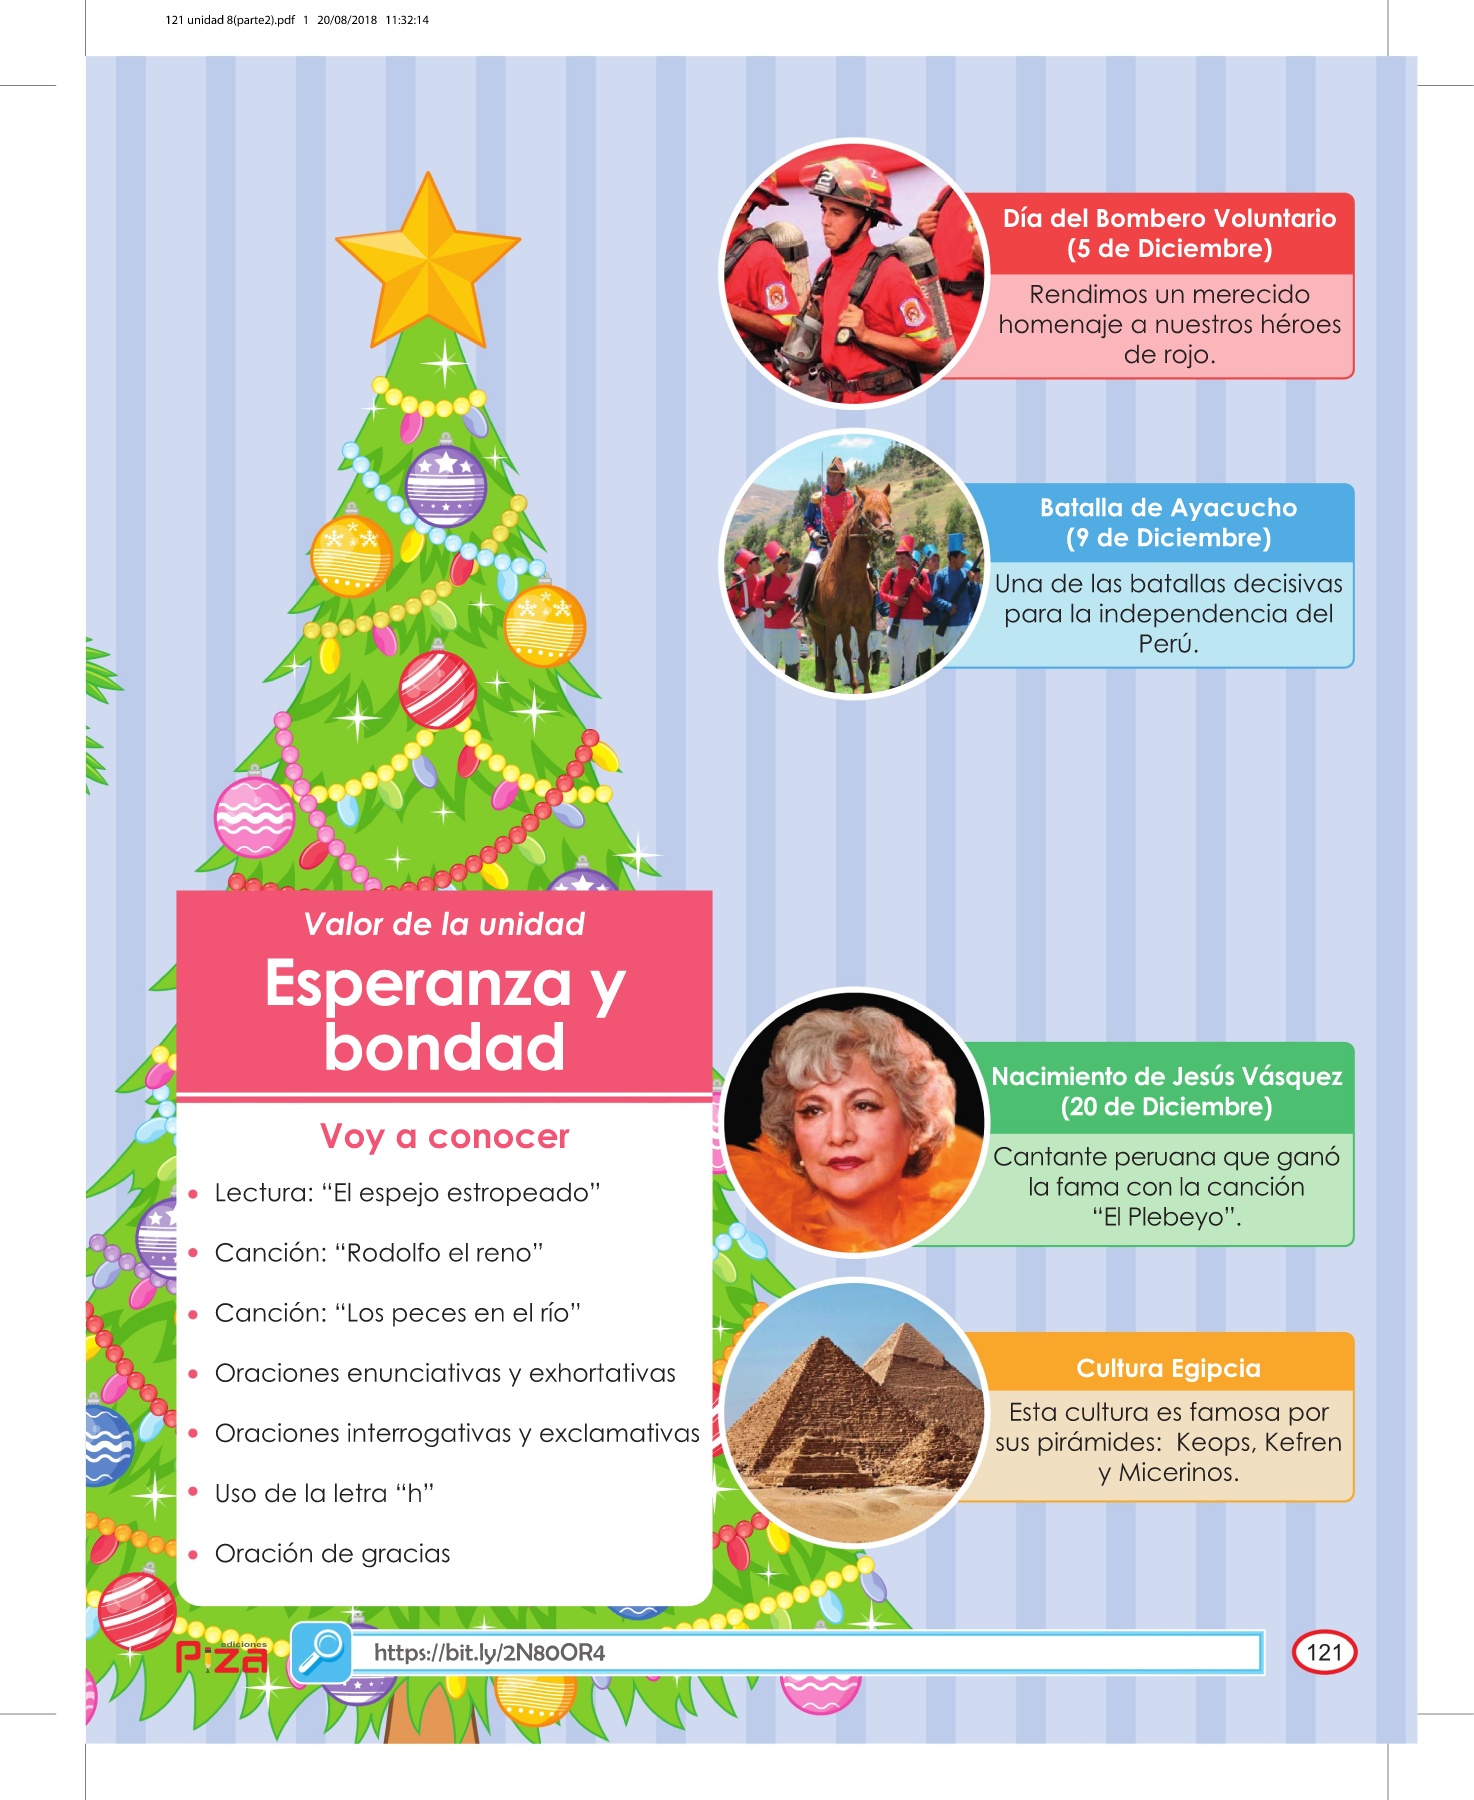 121 unidad 8(parte2).pdf 1 20/08/2018 11:32:14
Día del Bombero Voluntario
(5 de Diciembre)
Rendimos un merecido
homenaje a nuestros héroes
de rojo.
Batalla de Ayacucho
(9 de Diciembre)
Una de las batallas decisivas
para la independencia del
Perú.
Valor de la unidad
Esperanza y
bondad
Voy a conocer
• Lectura: “El espejo estropeado”
• Canción: “Rodolfo el reno”
• Canción: “Los peces en el río”
• Oraciones enunciativas y exhortativas
• Oraciones interrogativas y exclamativas
• Uso de la letra “h”
• Oración de gracias
Nacimiento de Jesús Vásquez
(20 de Diciembre)
Cantante peruana que ganó
la fama con la canción
“El Plebeyo”.
Cultura Egipcia
Esta cultura es famosa por
sus pirámides: Keops, Kefren
y Micerinos.
ediciones
Piza
https://bit.ly/2N80OR4
121